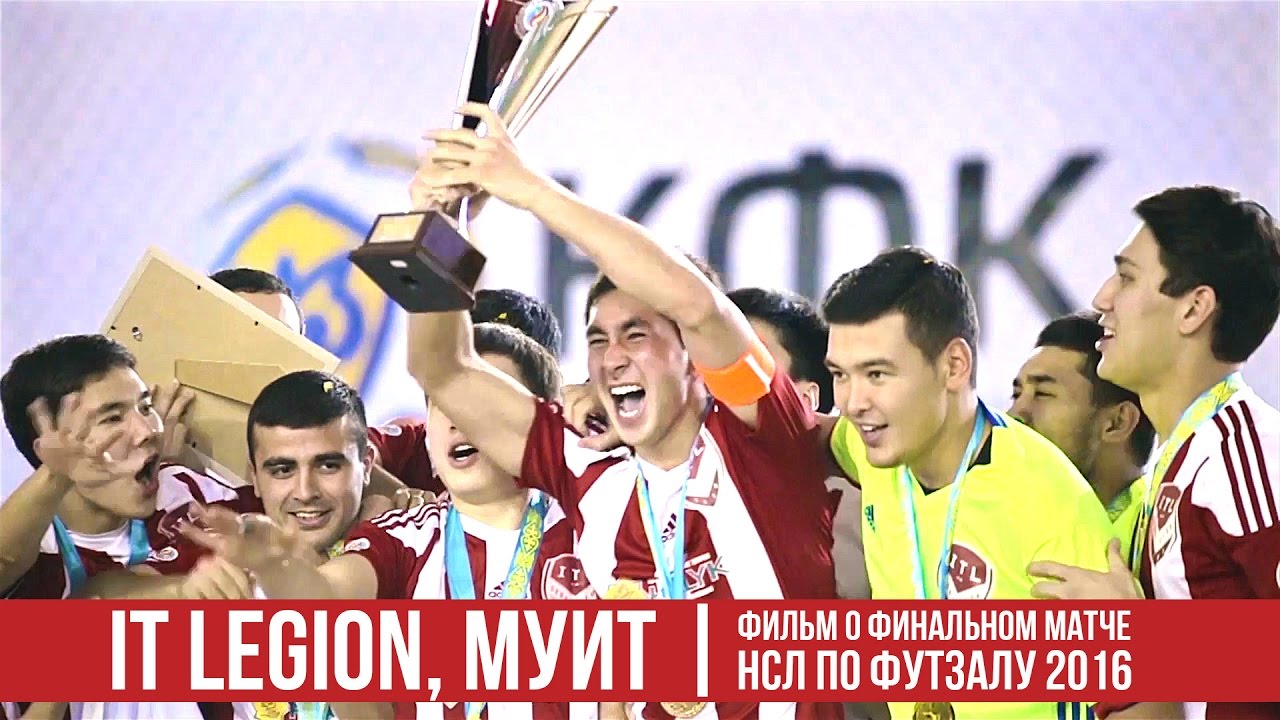 КФК
ITL
ITL
IT LEGION, МУИТ
ФИЛЬМ О ФИНАЛЬНОМ МАТЧЕ
НСЛ ПО ФУТЗАЛУ 2016